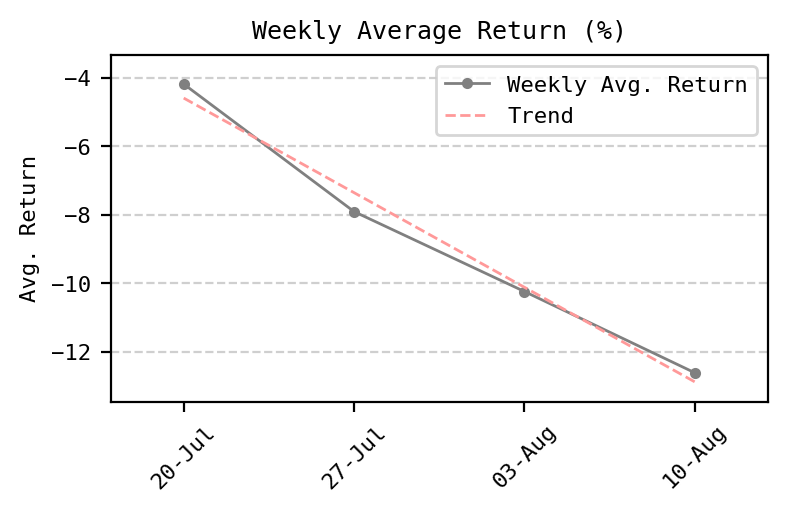 Weekly Average Return (%)
Weekly Avg. Return
Trend
Avg. Return
−4
−6
−8
−10
−12
20-Jul
27-Jul
03-Aug
10-Aug